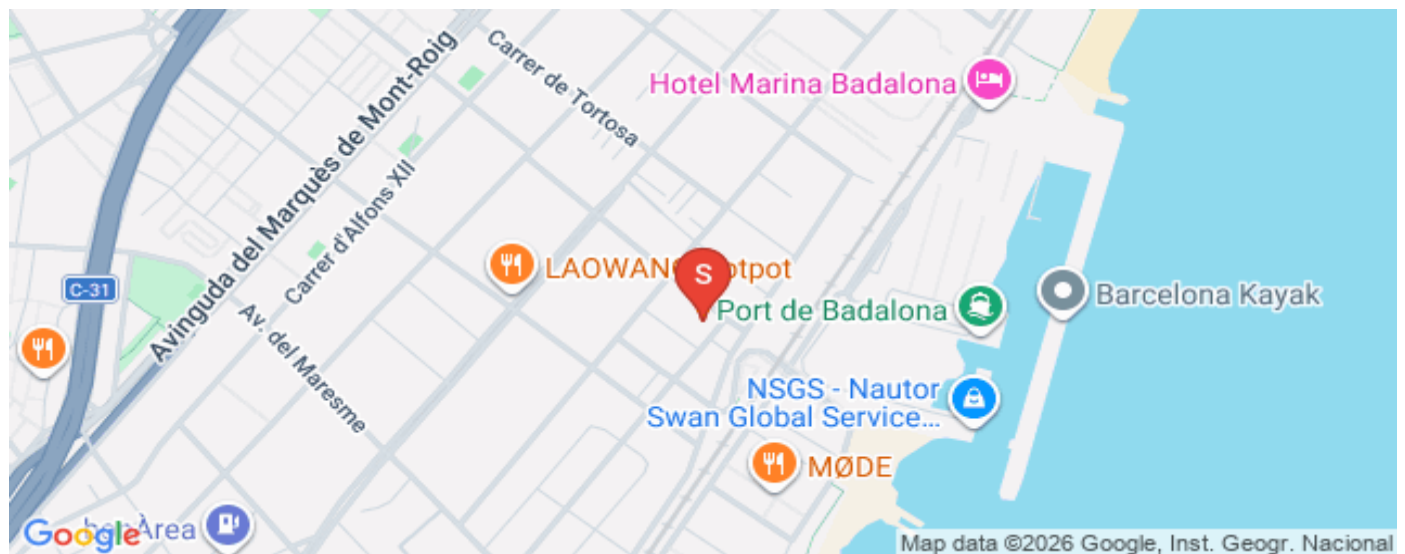 Carrer de Tortosa
Hotel Marina Badalona
Avinguda del Marquès de Mont-Roig
Carrer d'Alfons XII
LAOWANG
S
C-31
Port de Badalona
Barcelona Kayak
Av. del Maresme
NSGS - Nautor
Swan Global Service...
MØDE
Google
Àrea
Map data ©2026 Google, Inst. Geogr. Nacional